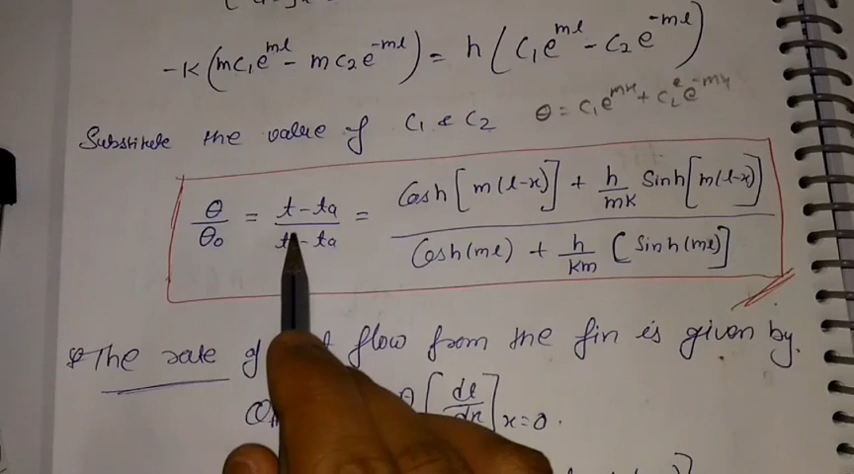 -K(mc₁e^ml - mc₂e^-ml) = h(c₁e^ml - c₂e^-ml)
Substitute the value of c₁ & c₂ θ = c₁e^mx + c₂e^-mx
θ/θ₀ = (t - ta)/(t - ta) = (Cosh[m(l-x)] + h/mk Sinh[m(l-x)])/(Cosh(ml) + h/km [Sinh(ml)])
*The rate of flow from the fin is given by.
[dt/dx]x=0.